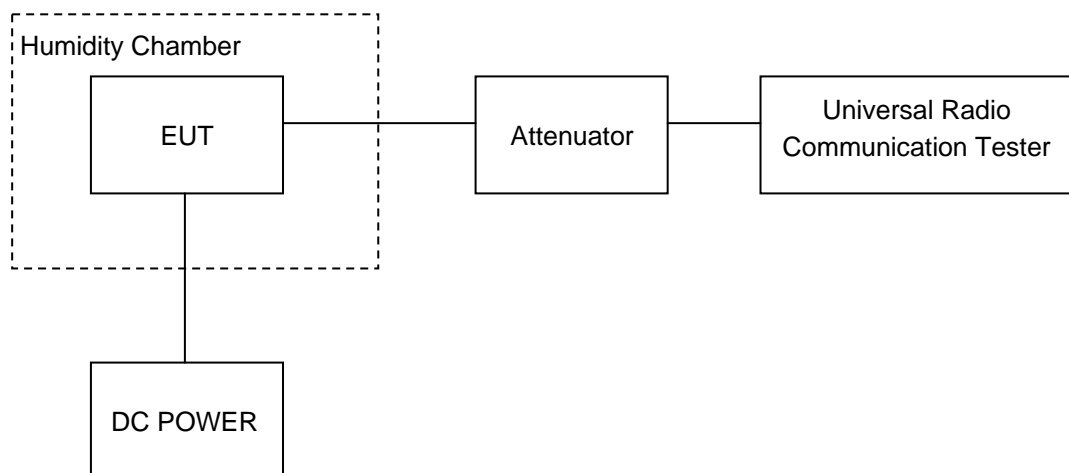 Humidity Chamber
EUT
Attenuator
Universal Radio
Communication Tester
DC POWER